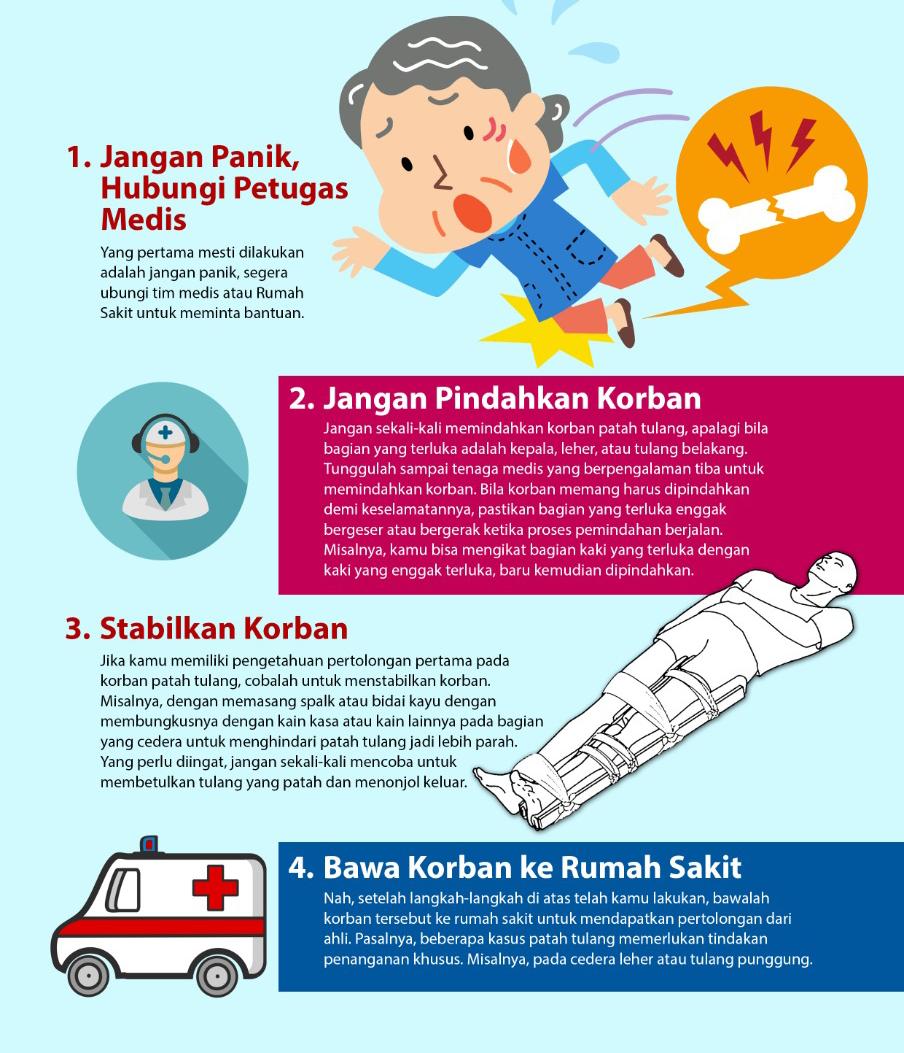 1. Jangan Panik,
Hubungi Petugas
Medis
Yang pertama mesti dilakukan
adalah jangan panik, segera
ubungi tim medis atau Rumah
Sakit untuk meminta bantuan.
2. Jangan Pindahkan Korban
Jangan sekali-kali memindahkan korban patah tulang, apalagi bila
bagian yang terluka adalah kepala, leher, atau tulang belakang.
Tunggulah sampai tenaga medis yang berpengalaman tiba untuk
memindahkan korban. Bila korban memang harus dipindahkan
demi keselamatannya, pastikan bagian yang terluka enggak
bergeser atau bergerak ketika proses pemindahan berjalan.
Misalnya, kamu bisa mengikat bagian kaki yang terluka dengan
kaki yang enggak terluka, baru kemudian dipindahkan.
3. Stabilkan Korban
Jika kamu memiliki pengetahuan pertolongan pertama pada
korban patah tulang, cobalah untuk menstabilkan korban.
Misalnya, dengan memasang spalk atau bidai kayu dengan
membungkusnya dengan kain kasa atau kain lainnya pada bagian
yang cedera untuk menghindari patah tulang jadi lebih parah.
Yang perlu diingat, jangan sekali-kali mencoba untuk
membetulkan tulang yang patah dan menonjol keluar.
4. Bawa Korban ke Rumah Sakit
Nah, setelah langkah-langkah di atas telah kamu lakukan, bawalah
korban tersebut ke rumah sakit untuk mendapatkan pertolongan dari
ahli. Pasalnya, beberapa kasus patah tulang memerlukan tindakan
penanganan khusus. Misalnya, pada cedera leher atau tulang punggung.